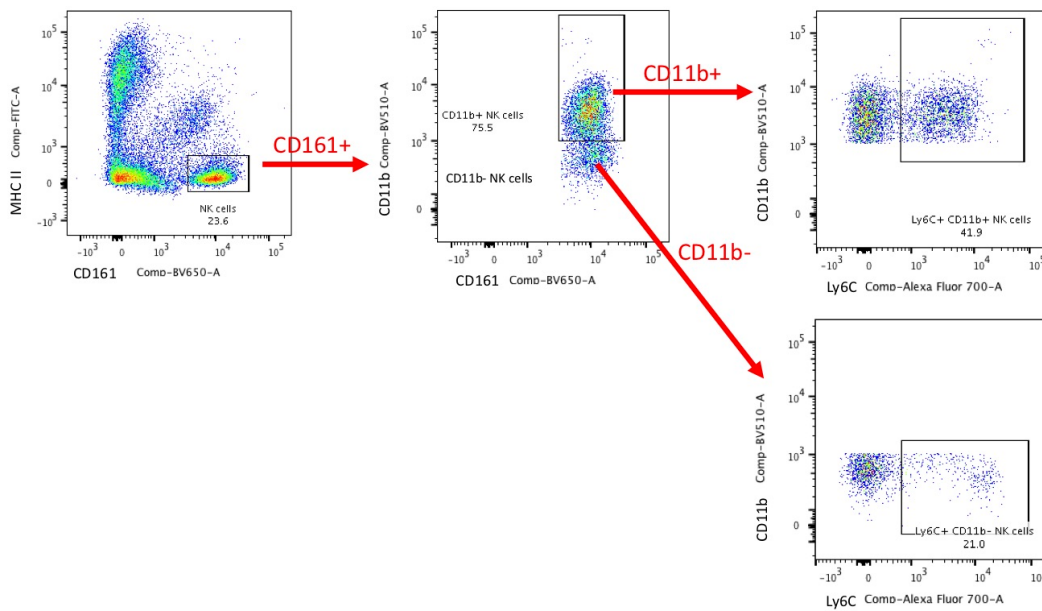 MHC II Comp-FITC-A
10^5
10^4
10^3
0
-10^3
NK cells
23.6
-10^3 0 10^3 10^4 10^5
CD161 Comp-BV650-A
CD161+
CD11b Comp-BV510-A
10^5
10^4
10^3
0
CD11b+ NK cells
75.5
CD11b- NK cells
-10^3 0 10^3 10^4 10^5
CD161 Comp-BV650-A
CD11b+
CD11b-
CD11b Comp-BV510-A
10^5
10^4
10^3
0
Ly6C+ CD11b+ NK cells
41.9
-10^3 0 10^3 10^4 10^5
Ly6C Comp-Alexa Fluor 700-A
CD11b Comp-BV510-A
10^5
10^4
10^3
0
Ly6C+ CD11b- NK cells
21.0
-10^3 0 10^3 10^4 10^5
Ly6C Comp-Alexa Fluor 700-A